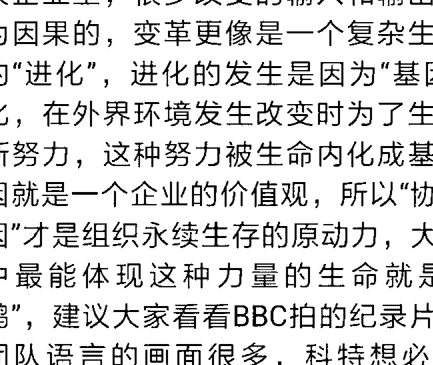 企业里，很多改变的输入和输出
因果的，变革更像是一个复杂生
“进化”，进化的发生是因为“基因
，在外界环境发生改变时为了生
努力，这种努力被生命内化成基
因就是一个企业的价值观，所以“协
因”才是组织永续生存的原动力，大
中最能体现这种力量的生命就是
”，建议大家看看BBC拍的纪录片
团队语言的画面很多，科特想必